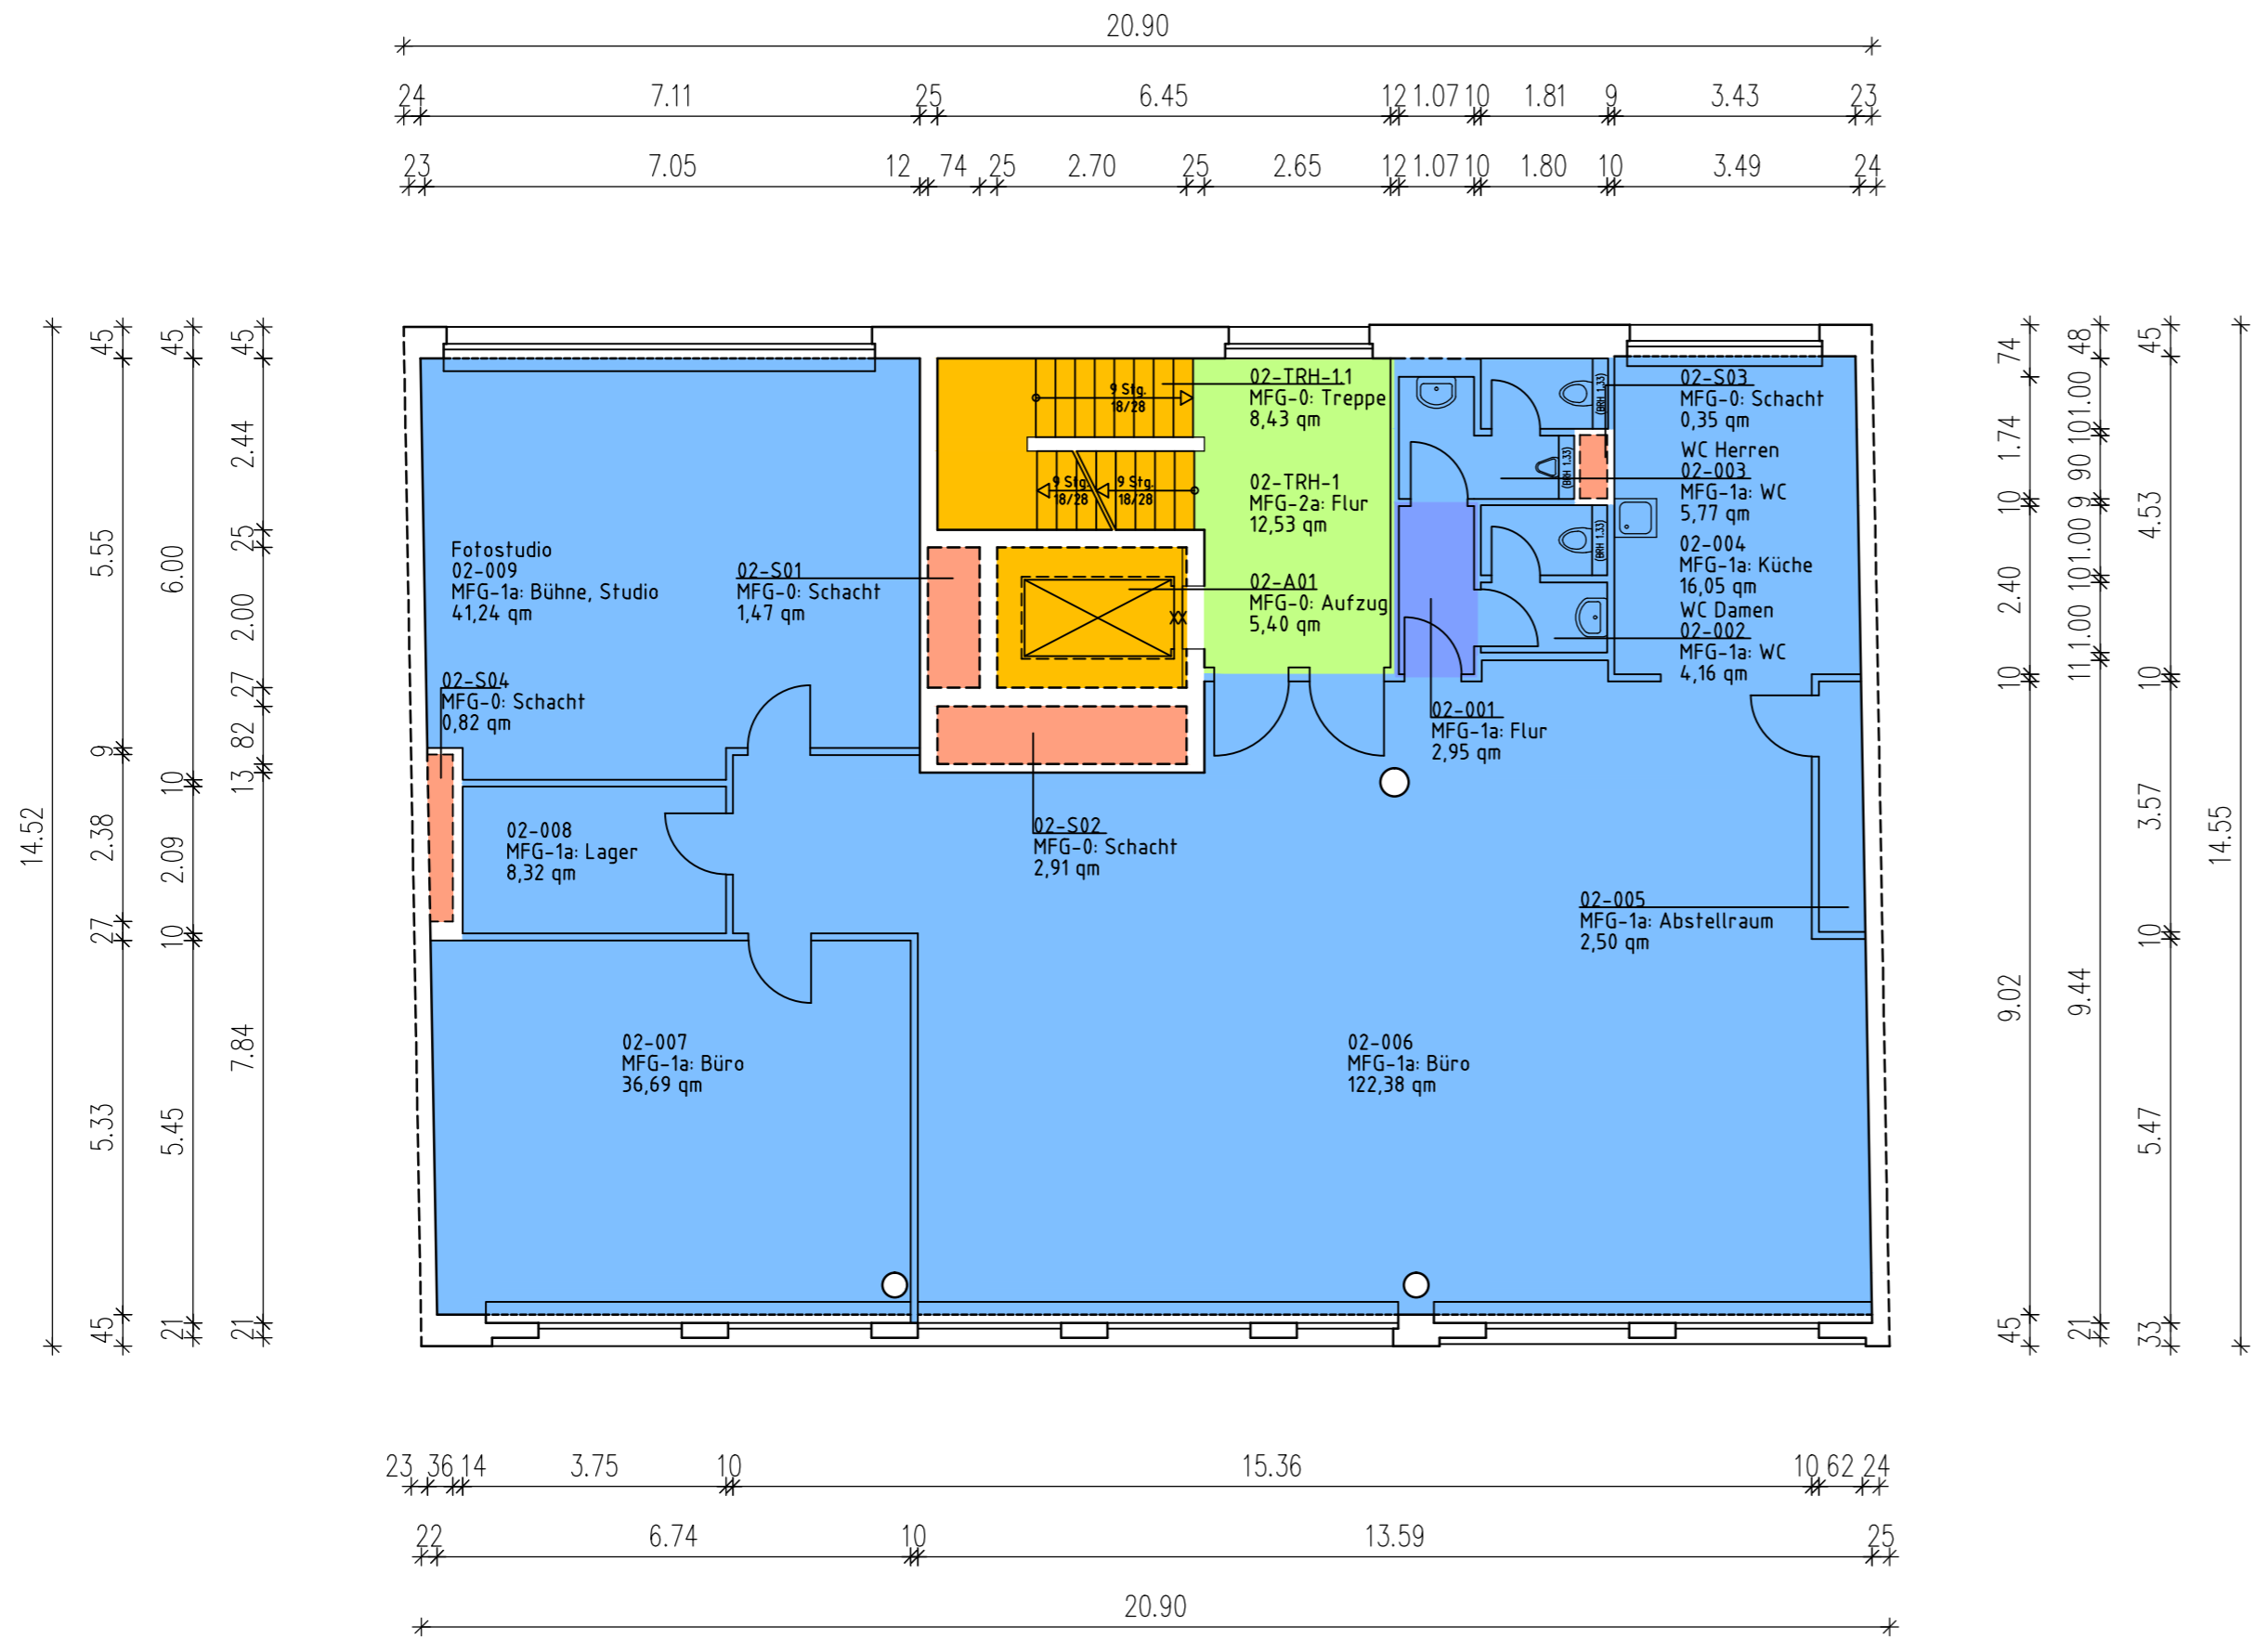 20.90
24 7.11 25 6.45 12 1.07 10 1.81 9 3.43 23
23 7.05 12 74 25 2.70 25 2.65 12 1.07 10 1.80 10 3.49 24
14.52
45 5.55 9 2.38 27 5.33 45
45 6.00 10 2.09 10 5.45 21
45 2.44 25 2.00 27 82 13 7.84 21
9 Stg.
18/28
9 Stg.
18/28
9 Stg.
18/28
02-TRH-1.1
MFG-0: Treppe
8,43 qm
02-TRH-1
MFG-2a: Flur
12,53 qm
02-A01
MFG-0: Aufzug
5,40 qm
(BRH 1.33)
(BRH 1.33)
(BRH 1.33)
02-S03
MFG-0: Schacht
0,35 qm
WC Herren
02-003
MFG-1a: WC
5,77 qm
02-004
MFG-1a: Küche
16,05 qm
WC Damen
02-002
MFG-1a: WC
4,16 qm
Fotostudio
02-009
MFG-1a: Bühne, Studio
41,24 qm
02-S01
MFG-0: Schacht
1,47 qm
02-S04
MFG-0: Schacht
0,82 qm
02-001
MFG-1a: Flur
2,95 qm
02-008
MFG-1a: Lager
8,32 qm
02-S02
MFG-0: Schacht
2,91 qm
02-005
MFG-1a: Abstellraum
2,50 qm
02-007
MFG-1a: Büro
36,69 qm
02-006
MFG-1a: Büro
122,38 qm
74 1.74 10 2.40 10 9.02 45
48 1.00 10 90 9 1.00 10 1.00 11 9.44 21
45 4.53 10 3.57 10 5.47 33
14.55
23 36 14 3.75 10 15.36 10 62 24
22 6.74 10 13.59 25
20.90